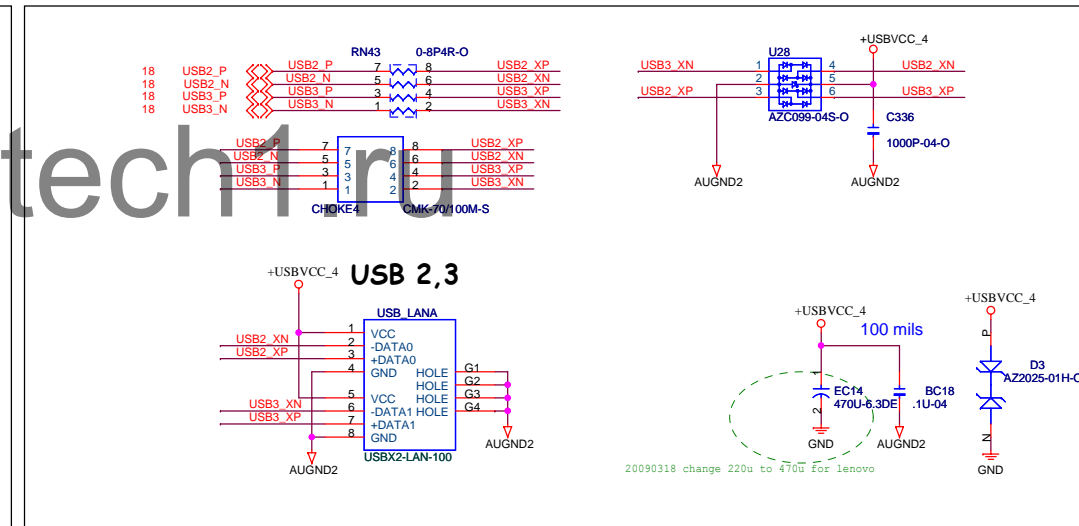 RN43 0-8P4R-O
18 USB2_P USB2_P 7 8 USB2_XP
18 USB2_N USB2_N 5 6 USB2_XN
18 USB3_P USB3_P 3 4 USB3_XP
18 USB3_N USB3_N 1 2 USB3_XN
USB2_P 7 7 8 8 USB2_XP
USB2_N 5 5 6 6 USB2_XN
USB3_P 3 3 4 4 USB3_XP
USB3_N 1 1 2 2 USB3_XN
CHOKE4 CMK-70/100M-S
tech1.ru
+USBVCC_4
U28
USB3_XN 1 4 USB2_XN
2 5
USB2_XP 3 6 USB3_XP
AZC099-04S-O
C336
1000P-04-O
AUGND2 AUGND2
+USBVCC_4 USB 2,3
USB_LANA
1 VCC
USB2_XN 2 -DATA0
USB2_XP 3 +DATA0
4 GND HOLE G1
HOLE G2
5 VCC HOLE G3
USB3_XN 6 -DATA1 HOLE G4
USB3_XP 7 +DATA1
8 GND
USBX2-LAN-100
AUGND2 AUGND2
+USBVCC_4
100 mils
1
EC14
470U-6.3DE
2
GND
BC18
.1U-04
AUGND2
+USBVCC_4
P
D3
AZ2025-01H-O
N
GND
20090318 change 220u to 470u for lenovo